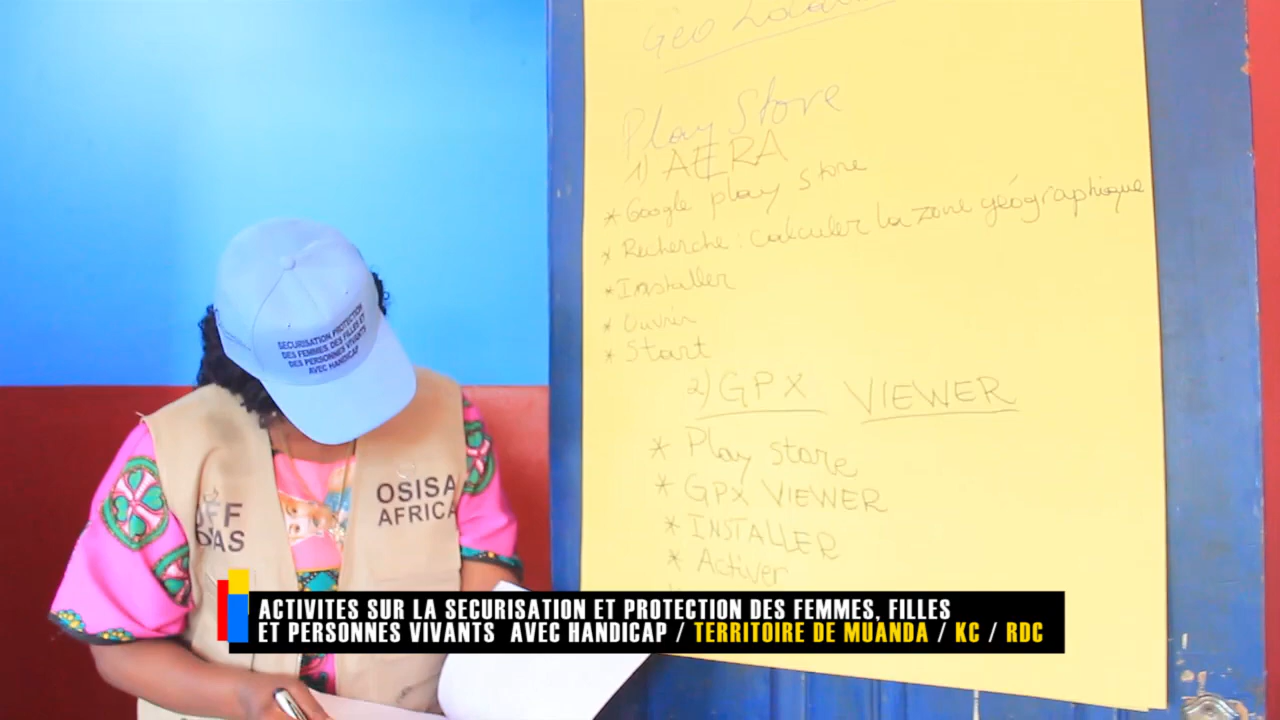 Géo
Play Store
1) AERA
* Google play store
* Recherche : calculer la zone géographique
* Installer
* Ouvrir
* Start
2) GPX VIEWER
* Play store
* GPX VIEWER
* INSTALLER
* Activer
SECURISATION PROTECTION
DES FEMMES DES FILLES ET
DES PERSONNES VIVANTS
AVEC HANDICAP
OSISA
AFRICA
ACTIVITES SUR LA SECURISATION ET PROTECTION DES FEMMES, FILLES
ET PERSONNES VIVANTS AVEC HANDICAP / TERRITOIRE DE MUANDA / KC / RDC